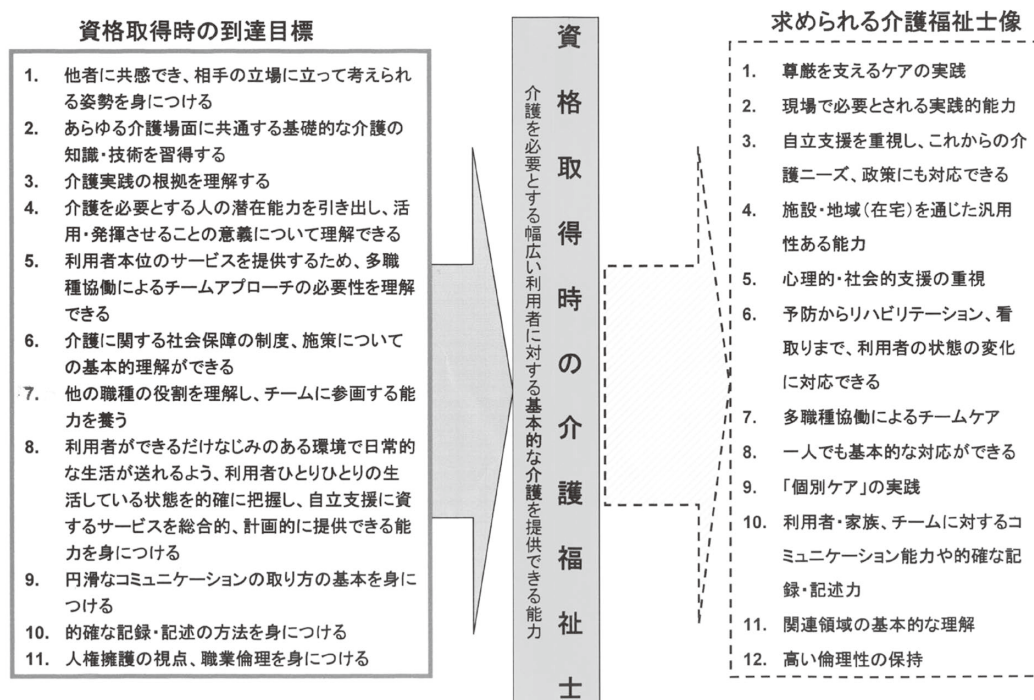 資格取得時の到達目標
1. 他者に共感でき、相手の立場に立って考えられ
る姿勢を身につける
2. あらゆる介護場面に共通する基礎的な介護の
知識・技術を習得する
3. 介護実践の根拠を理解する
4. 介護を必要とする人の潜在能力を引き出し、活
用・発揮させることの意義について理解できる
5. 利用者本位のサービスを提供するため、多職
種協働によるチームアプローチの必要性を理解
できる
6. 介護に関する社会保障の制度、施策について
の基本的理解ができる
7. 他の職種の役割を理解し、チームに参画する能
力を養う
8. 利用者ができるだけなじみのある環境で日常的
な生活が送れるよう、利用者ひとりひとりの生
活している状態を的確に把握し、自立支援に資
するサービスを総合的、計画的に提供できる能
力を身につける
9. 円滑なコミュニケーションの取り方の基本を身に
つける
10. 的確な記録・記述の方法を身につける
11. 人権擁護の視点、職業倫理を身につける
資格取得時の介護福祉士
介護を必要とする幅広い利用者に対する基本的な介護を提供できる能力
求められる介護福祉士像
1. 尊厳を支えるケアの実践
2. 現場で必要とされる実践的能力
3. 自立支援を重視し、これからの介
護ニーズ、政策にも対応できる
4. 施設・地域(在宅)を通じた汎用
性ある能力
5. 心理的・社会的支援の重視
6. 予防からリハビリテーション、看
取りまで、利用者の状態の変化
に対応できる
7. 多職種協働によるチームケア
8. 一人でも基本的な対応ができる
9. 「個別ケア」の実践
10. 利用者・家族、チームに対するコ
ミュニケーション能力や的確な記
録・記述力
11. 関連領域の基本的な理解
12. 高い倫理性の保持